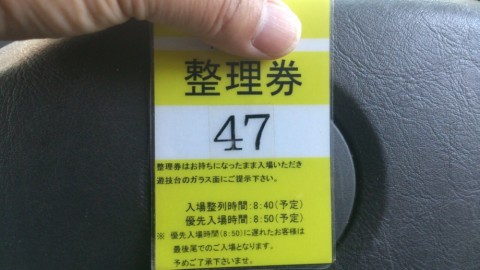 整理券
47
整理券はお持ちになったまま入場いただき
遊技台のガラス面にご提示下さい。
入場整列時間:8:40(予定)
優先入場時間:8:50(予定)
※ 優先入場時間(8:50)に遅れたお客様は
最後尾でのご入場となります。
予めご了承下さいませ。